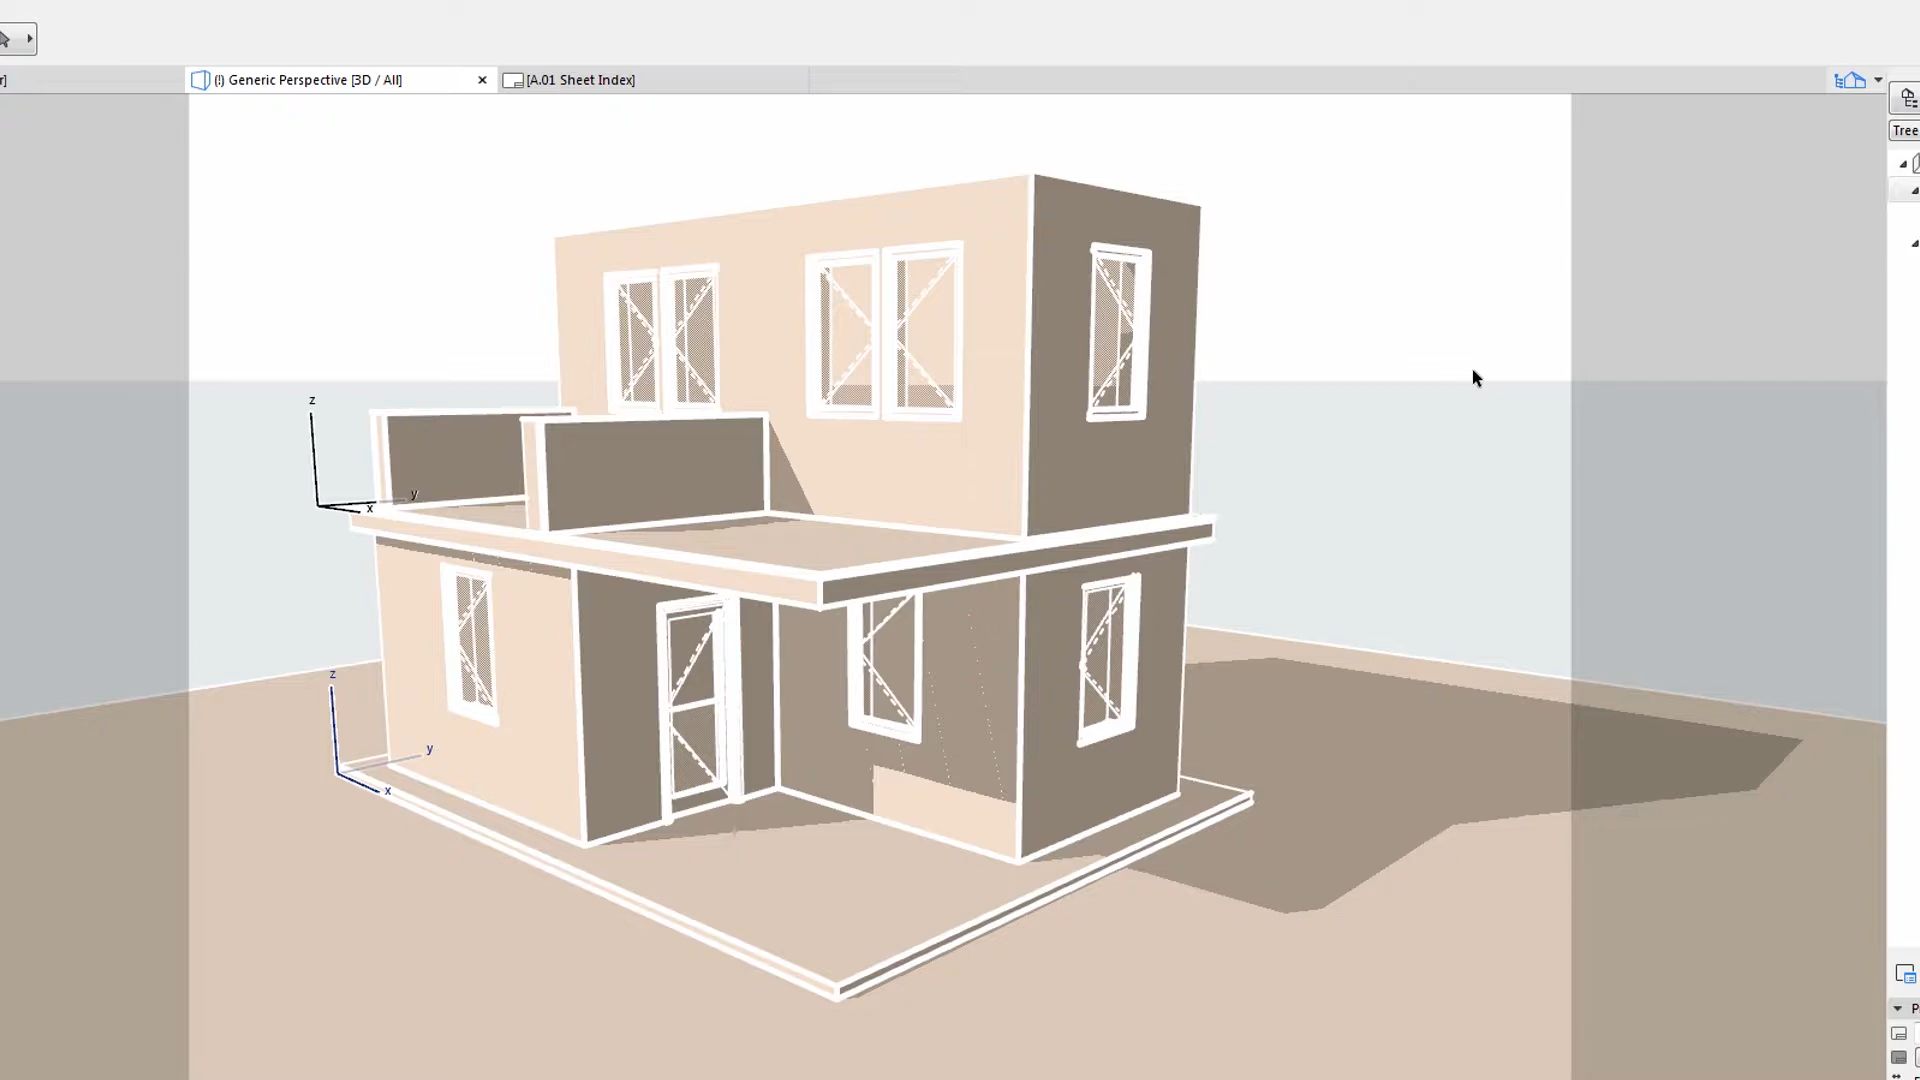 r]
(!) Generic Perspective [3D / All]
[A.01 Sheet Index]
Tree
z
y
x
z
y
x
P